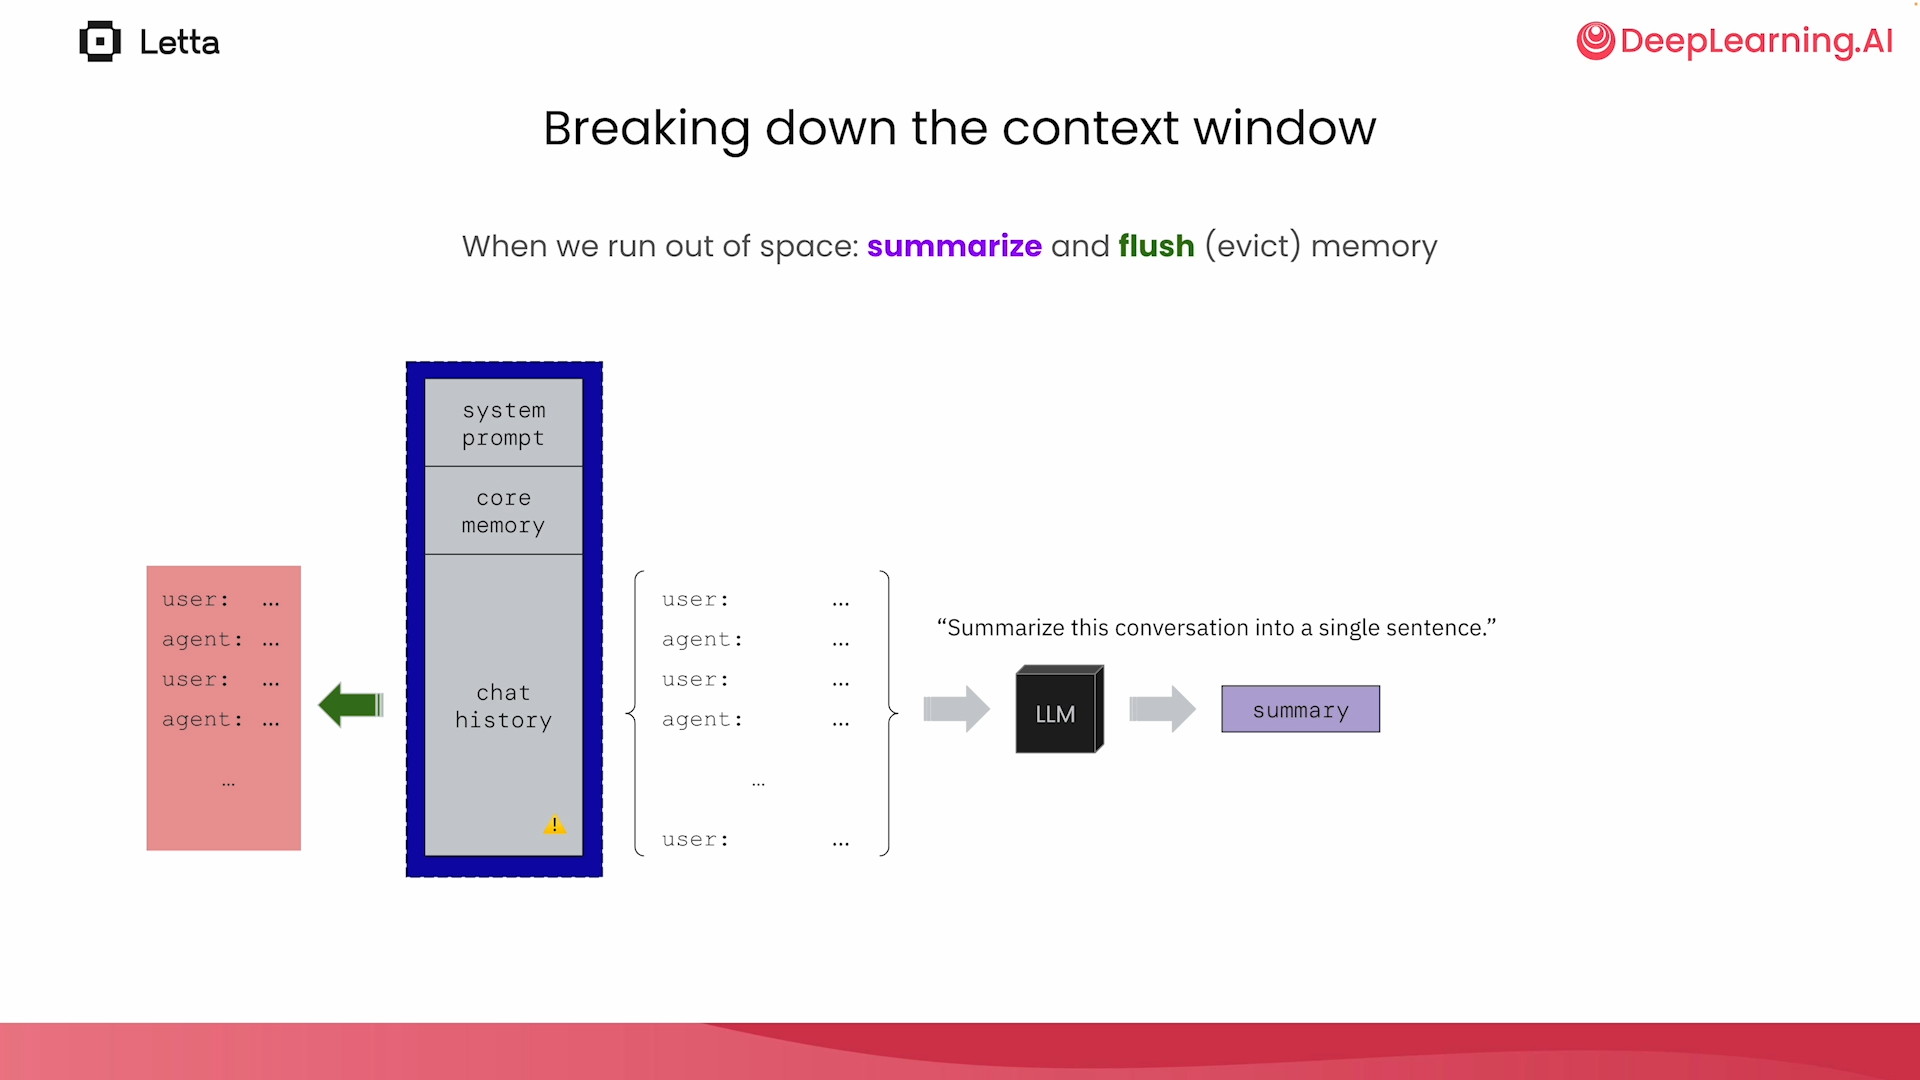 Letta
DeepLearning.AI
Breaking down the context window
When we run out of space: summarize and flush (evict) memory
system
prompt
core
memory
chat
history
user: ...
agent: ...
user: ...
agent: ...
...
user: ...
agent: ...
user: ...
agent: ...
...
user: ...
“Summarize this conversation into a single sentence.”
LLM
summary